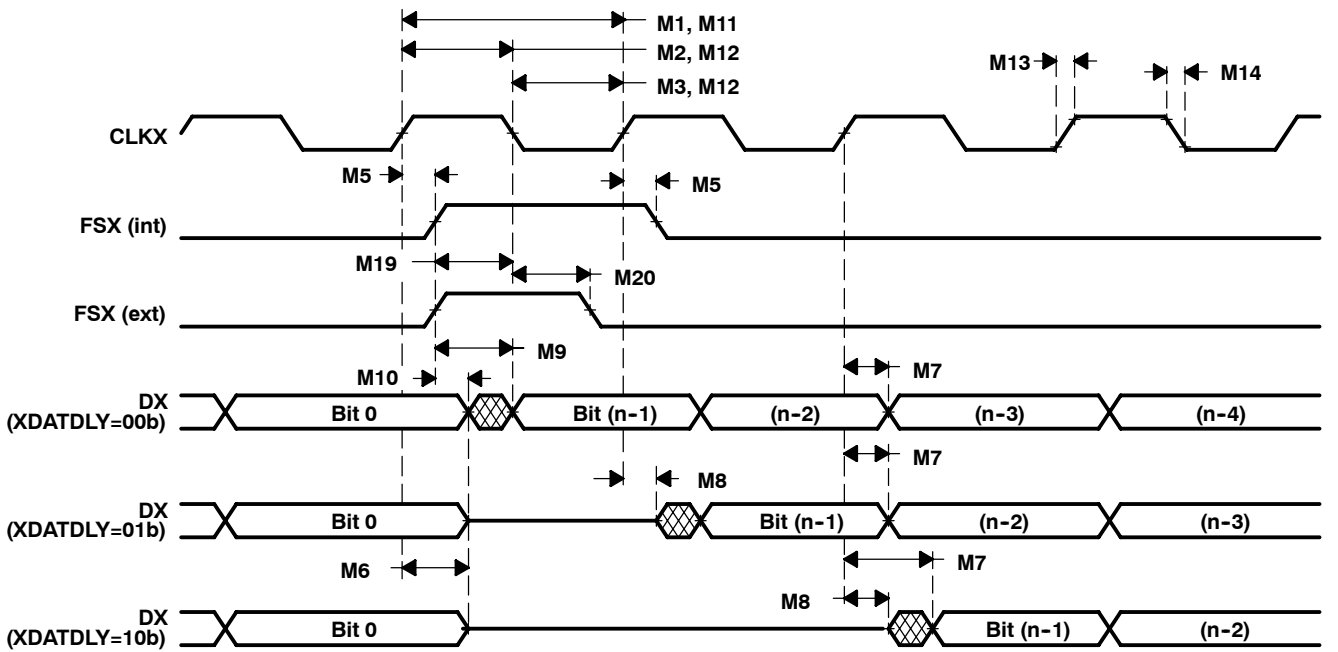 M1, M11
M2, M12
M3, M12
M13
M14
CLKX
M5
M5
FSX (int)
M19
M20
FSX (ext)
M9
M10
M7
DX
(XDATDLY=00b)
Bit 0
Bit (n-1)
(n-2)
(n-3)
(n-4)
M7
M8
DX
(XDATDLY=01b)
Bit 0
Bit (n-1)
(n-2)
(n-3)
M6
M7
M8
DX
(XDATDLY=10b)
Bit 0
Bit (n-1)
(n-2)